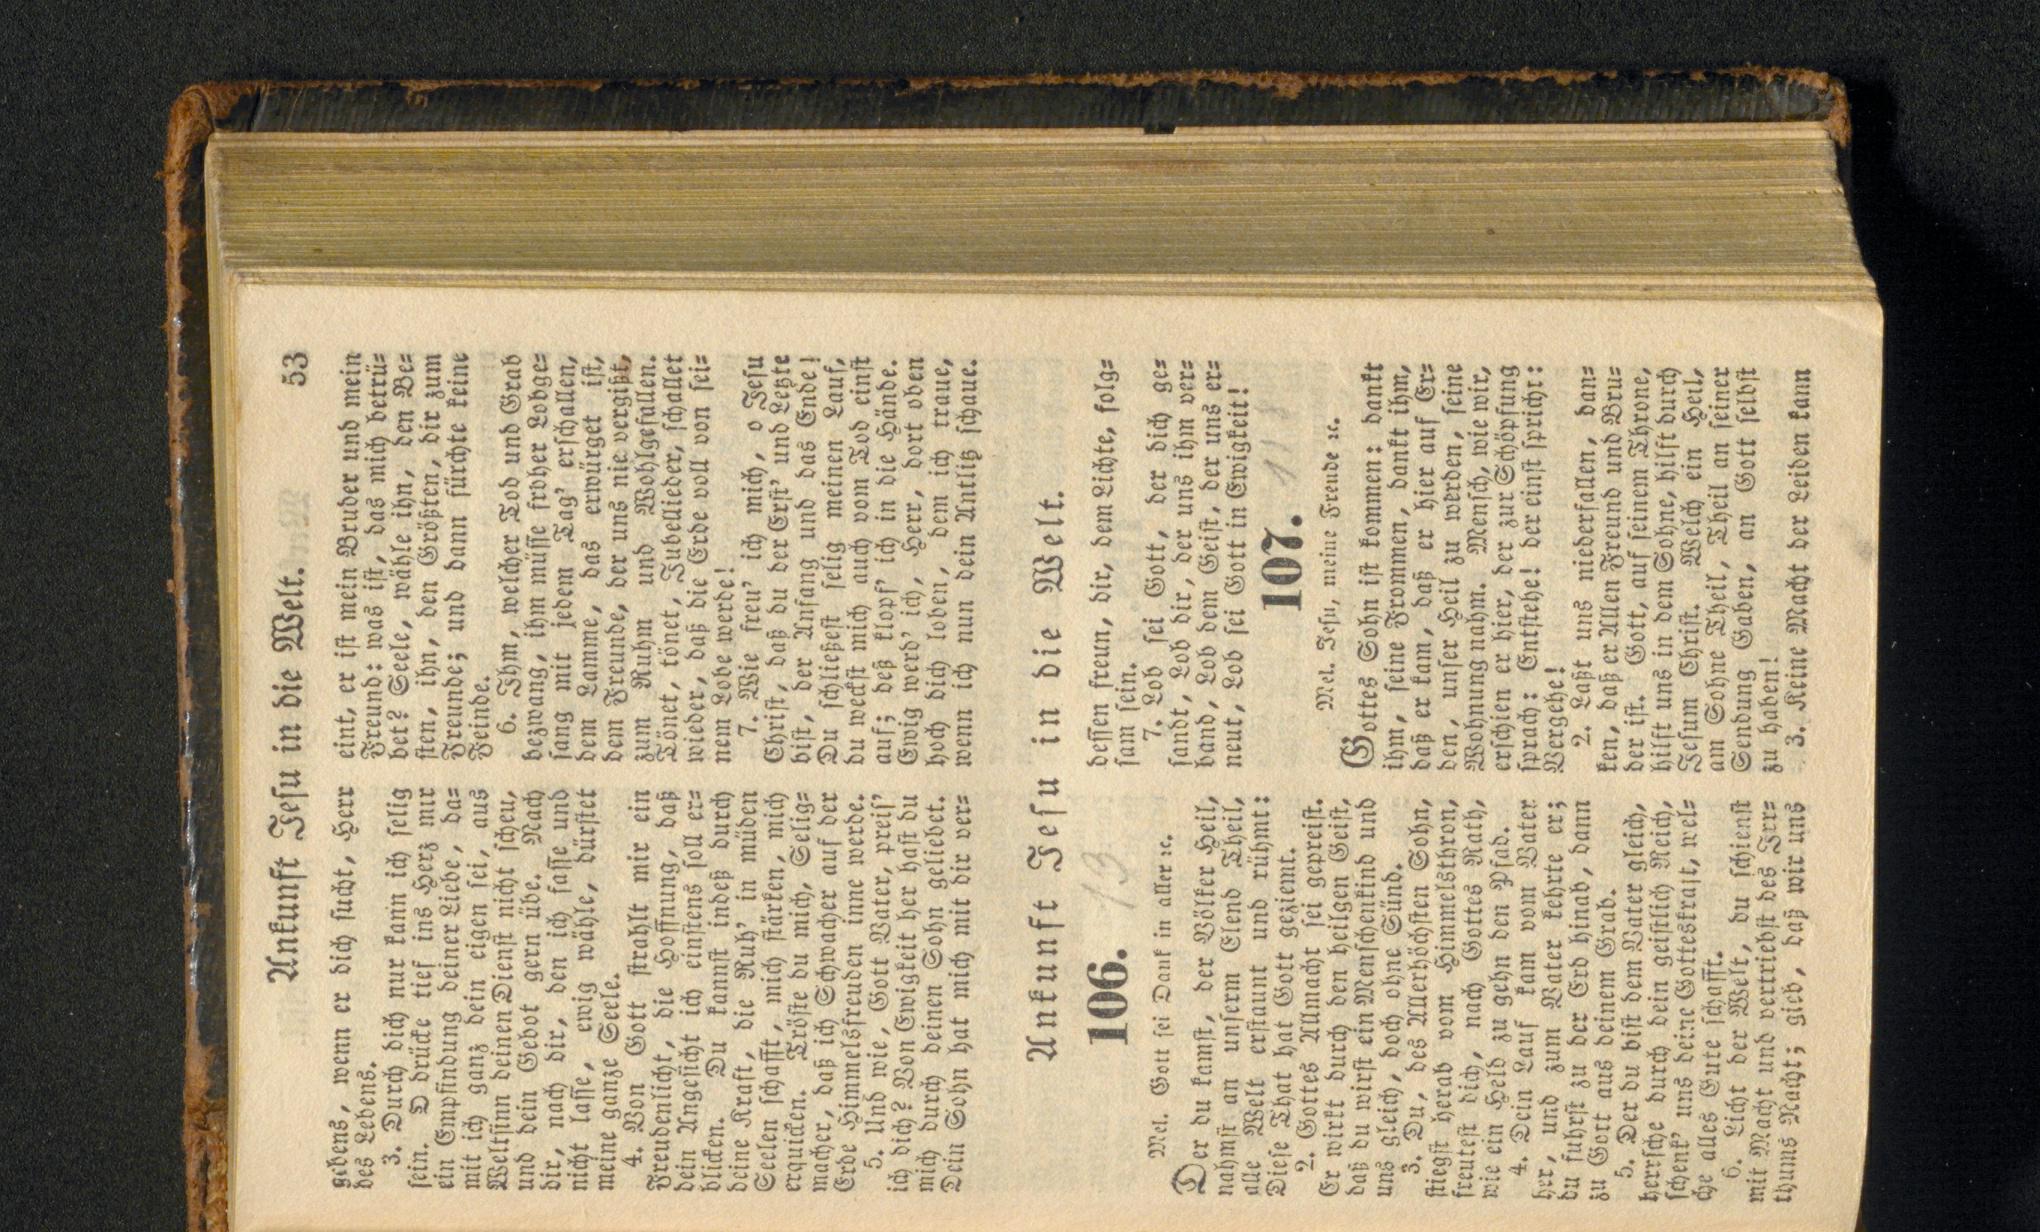 Ankunft Jesu in die Welt. 53
gebens, wenn er dich sucht, Herr
des Lebens.
3. Durch dich nur kann ich selig
sein. O drücke tief ins Herz mir
ein Empfindung deiner Liebe, da=
mit ich ganz dein eigen sei, aus
Weltsinn deinen Dienst nicht scheu,
und dein Gebot gern übe. Nach
dir, nach dir, den ich fasse und
nicht lasse, ewig wähle, dürstet
meine ganze Seele.
4. Von Gott strahlt mir ein
Freudenlicht, die Hoffnung, daß
dein Angesicht ich einstens soll er=
blicken. Du kannst indeß durch
deine Kraft, die Ruh' in müden
Seelen schafft, mich stärken, mich
erquicken. Tröste du mich, Selig=
macher, daß ich Schwacher auf der
Erde Himmelsfreuden inne werde.
5. Und wie, Gott Vater, preis'
ich dich? Von Ewigkeit her hast du
mich durch deinen Sohn geliebet.
Dein Sohn hat mich mit dir ver=
eint, er ist mein Bruder und mein
Freund: was ist, das mich betrü=
bet? Seele, wähle ihn, den Be=
sten, ihn, den Größten, dir zum
Freunde; und dann fürchte keine
Feinde.
6. Ihm, welcher Tod und Grab
bezwang, ihm müsse froher Lobge=
sang mit jedem Tag' erschallen,
dem Lamme, das erwürget ist,
dem Freunde, der uns nie vergißt,
zum Ruhm und Wohlgefallen.
Tönet, tönet, Jubellieder, schallet
wieder, daß die Erde voll von sei=
nem Lobe werde!
7. Wie freu' ich mich, o Jesu
Christ, daß du der Erst' und Letzte
bist, der Anfang und das Ende!
Du schließest selig meinen Lauf,
du weckst mich auch vom Tod einst
auf; deß klopf' ich in die Hände.
Ewig werd' ich, Herr, dort oben
hoch dich loben, dem ich traue,
wenn ich nun dein Antlitz schaue.
Ankunft Jesu in die Welt.
106. 13
Mel. Gott sei Dank in aller ꝛc.
Der du kamst, der Völker Heil,
nahmst an unserm Elend Theil,
alle Welt erstaunt und rühmt:
Diese That hat Gott geziemt.
2. Gottes Allmacht sei gepreist.
Er wirkt durch den heilgen Geist,
daß du wirst ein Menschenkind und
uns gleich, doch ohne Sünd.
3. Du, des Allerhöchsten Sohn,
stiegst herab vom Himmelsthron,
freutest dich, nach Gottes Rath,
wie ein Held zu gehn den Pfad.
4. Dein Lauf kam vom Vater
her, und zum Vater kehrte er;
du fuhrst zu der Erd hinab, dann
zu Gott aus deinem Grab.
5. Der du bist dem Vater gleich,
herrsche durch dein geistlich Reich,
schenk' uns deine Gotteskraft, wel=
che alles Gute schafft.
6. Licht der Welt, du schienst
mit Macht und vertriebst des Irr=
thums Nacht; gieb, daß wir uns
dessen freun, dir, dem Lichte, folg=
sam sein.
7. Lob sei Gott, der dich ge=
sandt, Lob dir, der uns ihm ver=
band, Lob dem Geist, der uns er=
neut, Lob sei Gott in Ewigkeit!
107.
Mel. Jesu, meine Freude ꝛc.
Gottes Sohn ist kommen: dankt
ihm, seine Frommen, dankt ihm,
daß er kam, daß er hier auf Er=
den, unser Heil zu werden, seine
Wohnung nahm. Mensch, wie wir,
erschien er hier, der zur Schöpfung
sprach: Entstehe! der einst spricht:
Vergehe!
2. Laßt uns niederfallen, dan=
ken, daß er Allen Freund und Bru=
der ist. Gott, auf seinem Throne,
hilft uns in dem Sohne, hilft durch
Jesum Christ. Welch ein Heil,
am Sohne Theil, Theil an seiner
Sendung Gaben, an Gott selbst
zu haben!
3. Keine Macht der Leiden kann